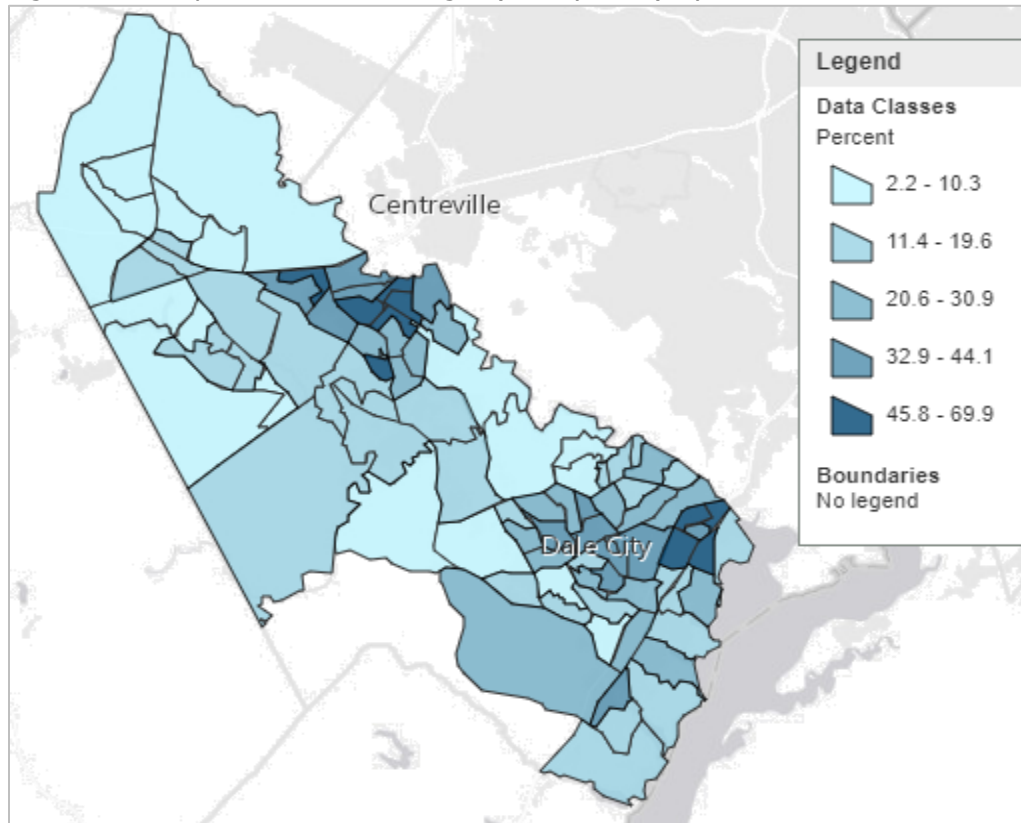 Centreville
Dale City
Legend
Data Classes
Percent
2.2 - 10.3
11.4 - 19.6
20.6 - 30.9
32.9 - 44.1
45.8 - 69.9
Boundaries
No legend